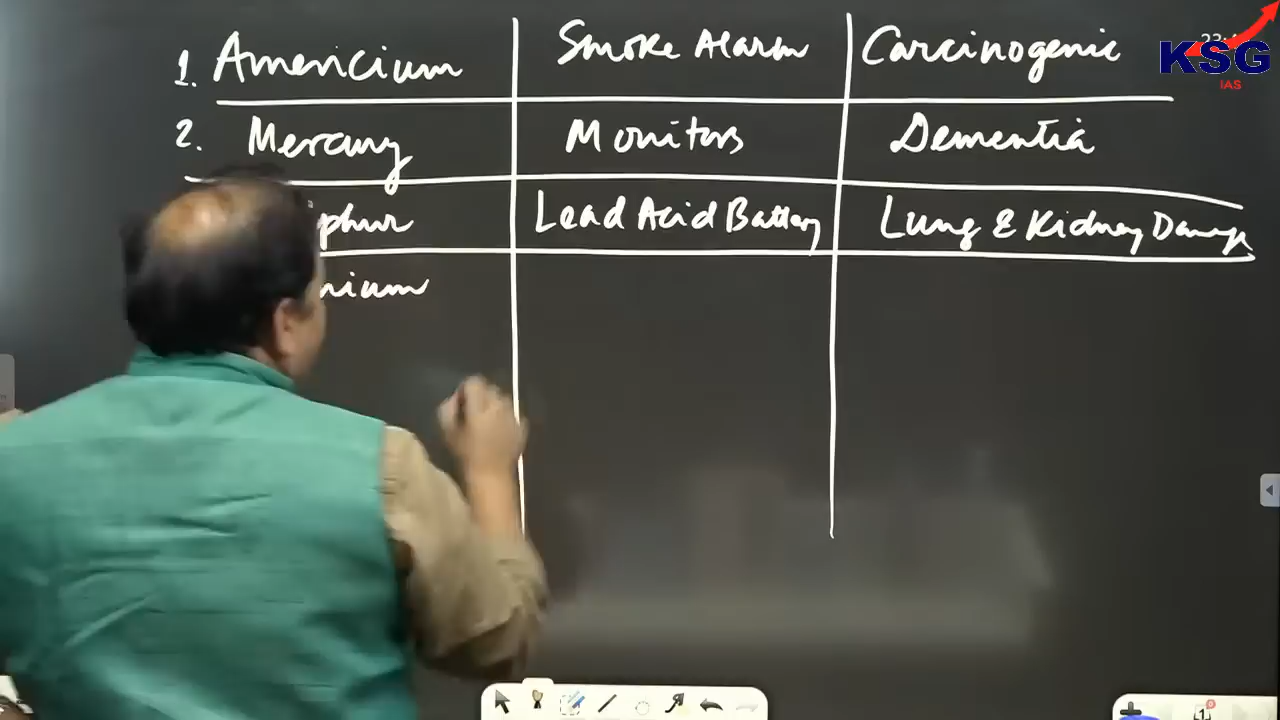 1. Americium Smoke Alarm Carcinogenic
2. Mercury Monitors Dementia
phur Lead Acid Battery Lung & Kidney Damage
nium
KSG
IAS